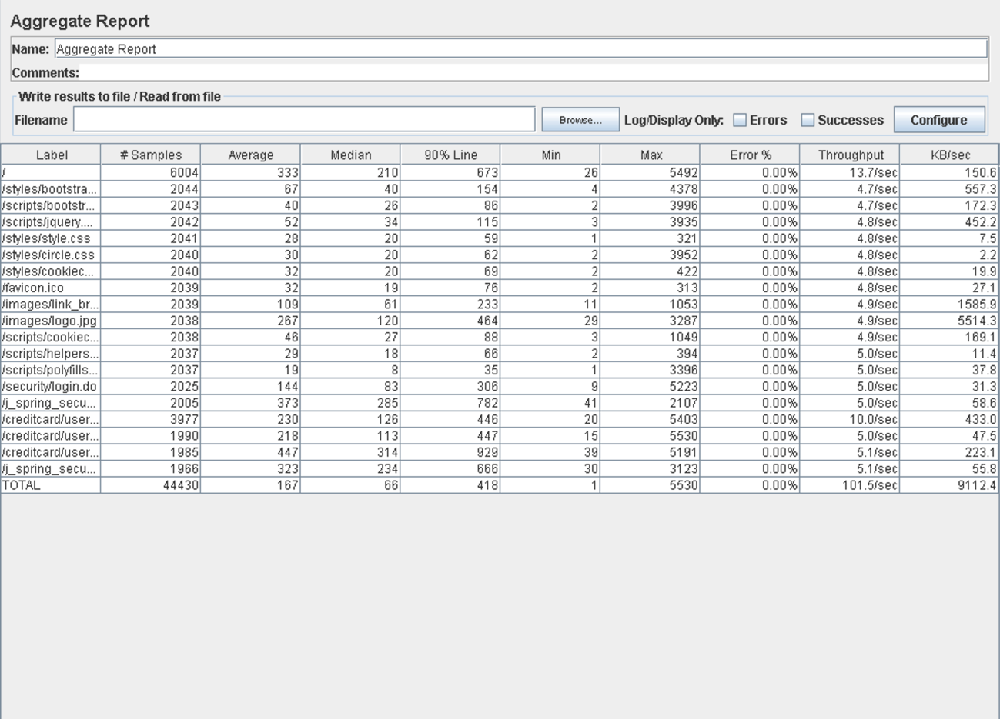 Aggregate Report
Name: Aggregate Report
Comments:
Write results to file / Read from file
Filename Browse... Log/Display Only: Errors Successes Configure
Label # Samples Average Median 90% Line Min Max Error % Throughput KB/sec
/ 6004 333 210 673 26 5492 0.00% 13.7/sec 150.6
/styles/bootstra... 2044 67 40 154 4 4378 0.00% 4.7/sec 557.3
/scripts/bootstr... 2043 40 26 86 2 3996 0.00% 4.7/sec 172.3
/scripts/jquery.... 2042 52 34 115 3 3935 0.00% 4.8/sec 452.2
/styles/style.css 2041 28 20 59 1 321 0.00% 4.8/sec 7.5
/styles/circle.css 2040 30 20 62 2 3952 0.00% 4.8/sec 2.2
/styles/cookiec... 2040 32 20 69 2 422 0.00% 4.8/sec 19.9
/favicon.ico 2039 32 19 76 2 313 0.00% 4.8/sec 27.1
/images/link_br... 2039 109 61 233 11 1053 0.00% 4.9/sec 1585.9
/images/logo.jpg 2038 267 120 464 29 3287 0.00% 4.9/sec 5514.3
/scripts/cookiec... 2038 46 27 88 3 1049 0.00% 4.9/sec 169.1
/scripts/helpers... 2037 29 18 66 2 394 0.00% 5.0/sec 11.4
/scripts/polyfills... 2037 19 8 35 1 3396 0.00% 5.0/sec 37.8
/security/login.do 2025 144 83 306 9 5223 0.00% 5.0/sec 31.3
/j_spring_secu... 2005 373 285 782 41 2107 0.00% 5.0/sec 58.6
/creditcard/user... 3977 230 126 446 20 5403 0.00% 10.0/sec 433.0
/creditcard/user... 1990 218 113 447 15 5530 0.00% 5.0/sec 47.5
/creditcard/user... 1985 447 314 929 39 5191 0.00% 5.1/sec 223.1
/j_spring_secu... 1966 323 234 666 30 3123 0.00% 5.1/sec 55.8
TOTAL 44430 167 66 418 1 5530 0.00% 101.5/sec 9112.4